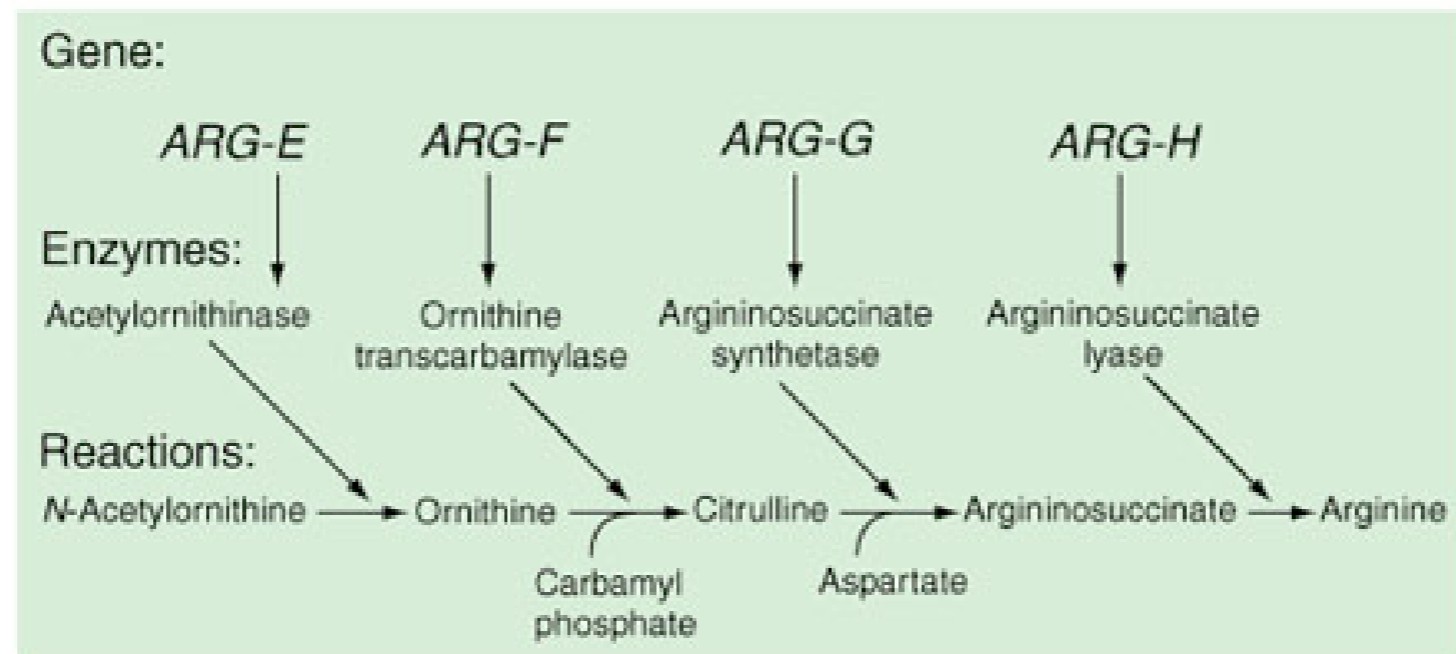 Gene:
ARG-E ARG-F ARG-G ARG-H
Enzymes:
Acetylornithinase Ornithine Argininosuccinate Argininosuccinate
transcarbamylase synthetase lyase
Reactions:
N-Acetylornithine Ornithine Citrulline Argininosuccinate Arginine
Carbamyl Aspartate
phosphate